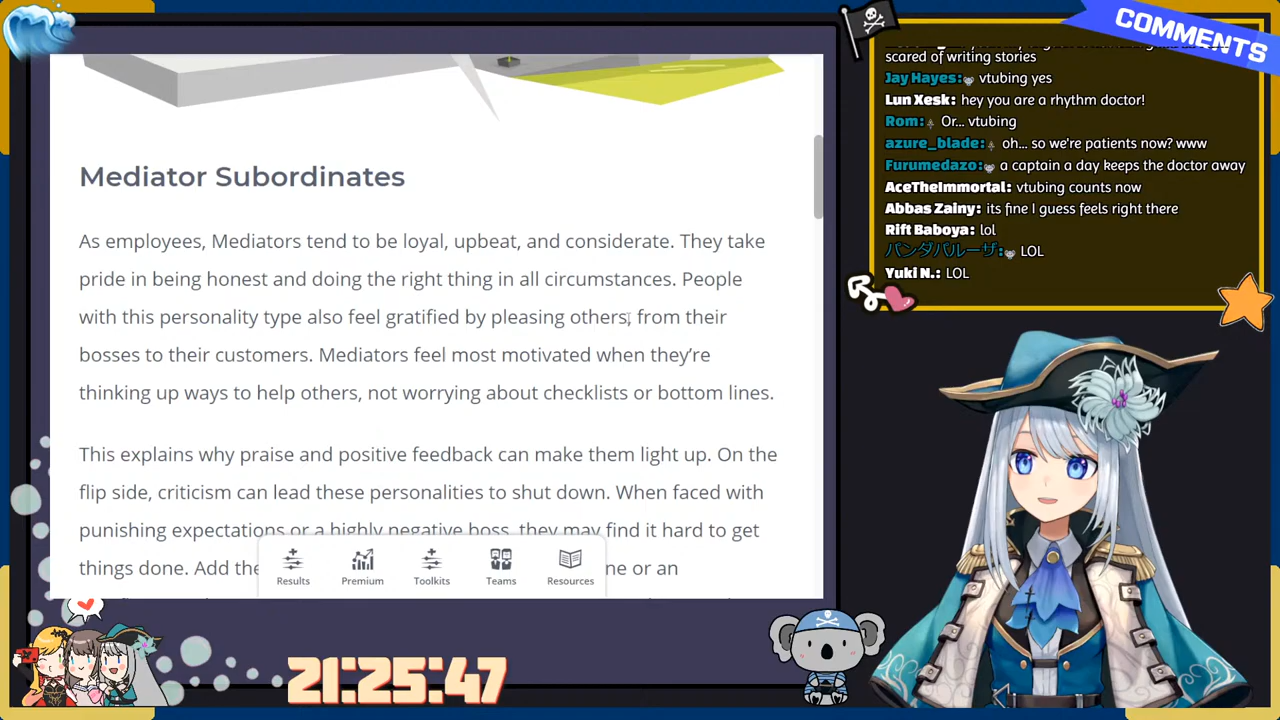 COMMENTS
scared of writing stories
Jay Hayes: vtubing yes
Lun Xesk: hey you are a rhythm doctor!
Rom: Or... vtubing
azure_blade: oh... so we're patients now? www
Furumedazo: a captain a day keeps the doctor away
AceTheImmortal: vtubing counts now
Abbas Zainy: its fine I guess feels right there
Rift Baboya: lol
パンダパルーザ: LOL
Yuki N.: LOL
Mediator Subordinates
As employees, Mediators tend to be loyal, upbeat, and considerate. They take
pride in being honest and doing the right thing in all circumstances. People
with this personality type also feel gratified by pleasing others, from their
bosses to their customers. Mediators feel most motivated when they’re
thinking up ways to help others, not worrying about checklists or bottom lines.
This explains why praise and positive feedback can make them light up. On the
flip side, criticism can lead these personalities to shut down. When faced with
punishing expectations or a highly negative boss, they may find it hard to get
things done. Add the
ne or an
Results
Premium
Toolkits
Teams
Resources
21:25:47